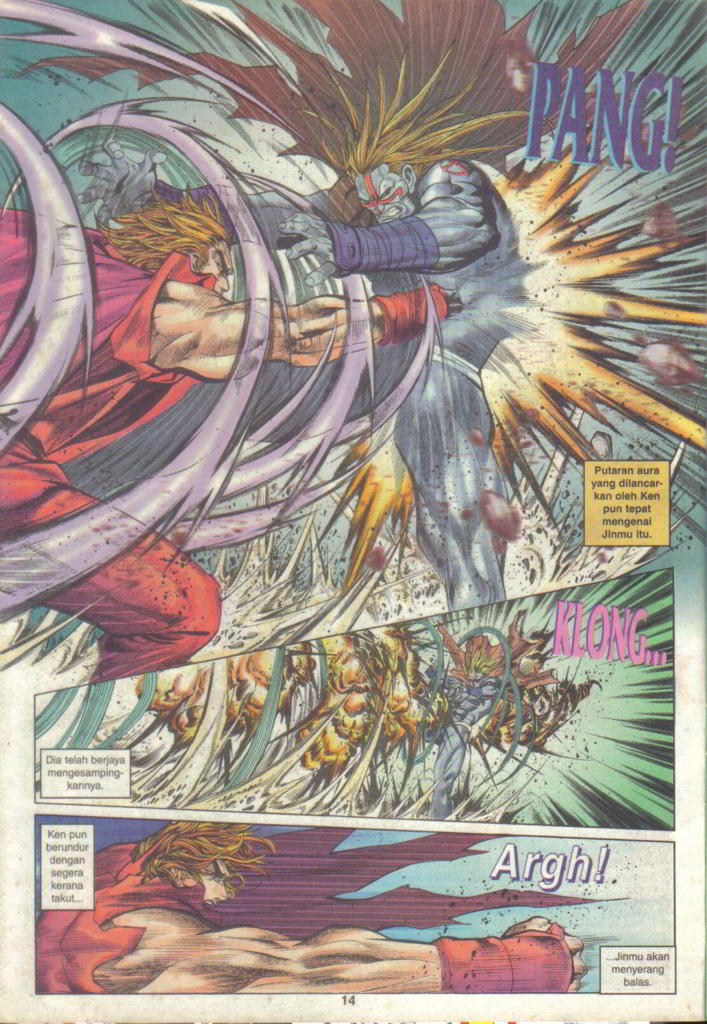 PANG!
Putaran aura
yang dilancar-
kan oleh Ken
pun tepat
mengenai
Jinmu itu.
KLONG...
Dia telah berjaya
mengesamping-
kannya.
Ken pun
berundur
dengan
segera
kerana
takut...
Argh!
...Jinmu akan
menyerang
balas.
14